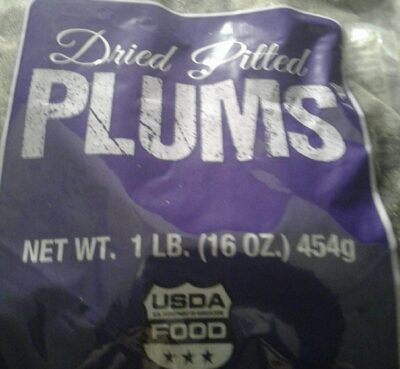 Dried Pitted
PLUMS
NET WT. 1 LB. (16 OZ.) 454g
USDA
FOOD